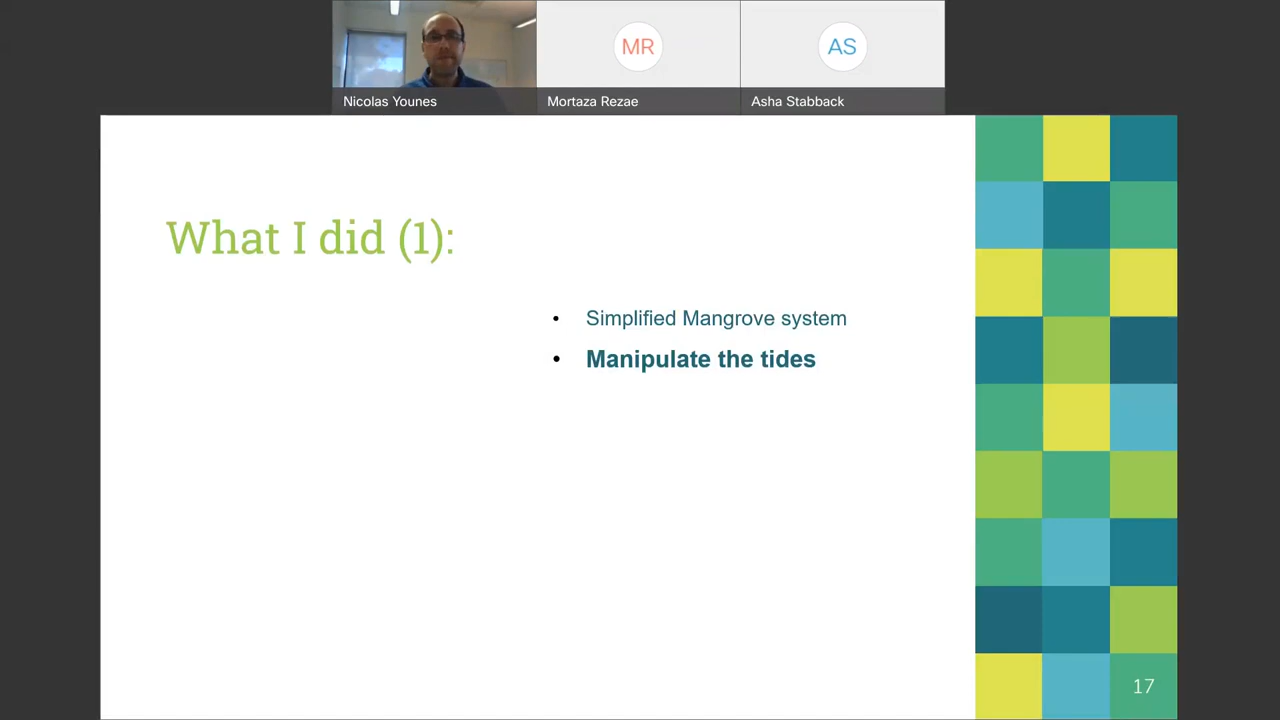 MR
AS
Nicolas Younes
Mortaza Rezae
Asha Stabback
What I did (1):
• Simplified Mangrove system
• Manipulate the tides
17